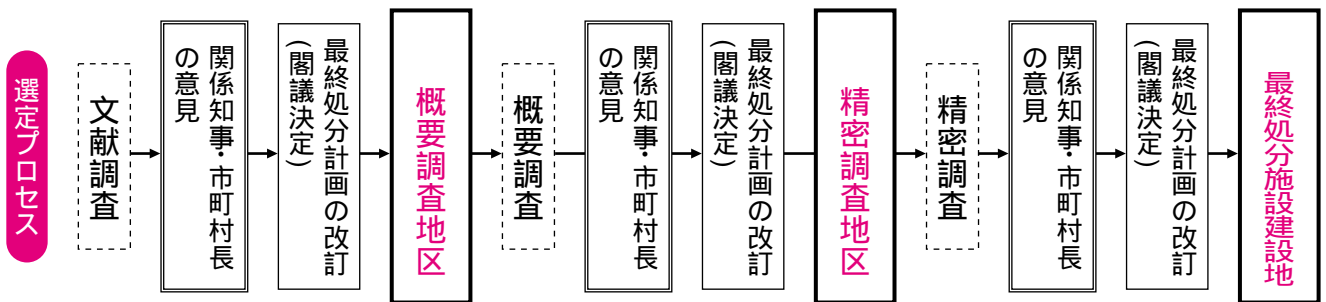 選定プロセス
文献調査
関係知事・市町村長
の意見
最終処分計画の改訂
(閣議決定)
概要調査地区
概要調査
関係知事・市町村長
の意見
最終処分計画の改訂
(閣議決定)
精密調査地区
精密調査
関係知事・市町村長
の意見
最終処分計画の改訂
(閣議決定)
最終処分施設建設地